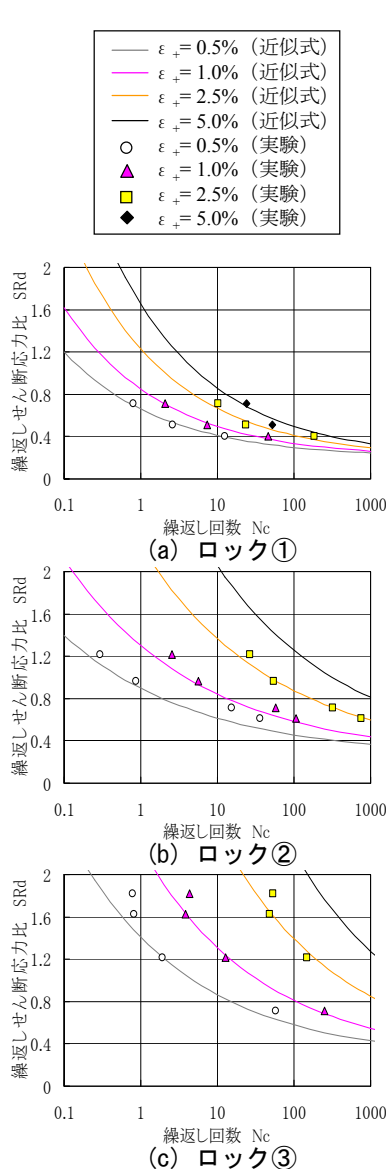 ε₊= 0.5%（近似式）
ε₊= 1.0%（近似式）
ε₊= 2.5%（近似式）
ε₊= 5.0%（近似式）
ε₊= 0.5%（実験）
ε₊= 1.0%（実験）
ε₊= 2.5%（実験）
ε₊= 5.0%（実験）
繰返しせん断応力比 SRd
2
1.6
1.2
0.8
0.4
0
0.1 1 10 100 1000
繰返し回数 Nc
(a) ロック①
繰返しせん断応力比 SRd
2
1.6
1.2
0.8
0.4
0
0.1 1 10 100 1000
繰返し回数 Nc
(b) ロック②
繰返しせん断応力比 SRd
2
1.6
1.2
0.8
0.4
0
0.1 1 10 100 1000
繰返し回数 Nc
(c) ロック③